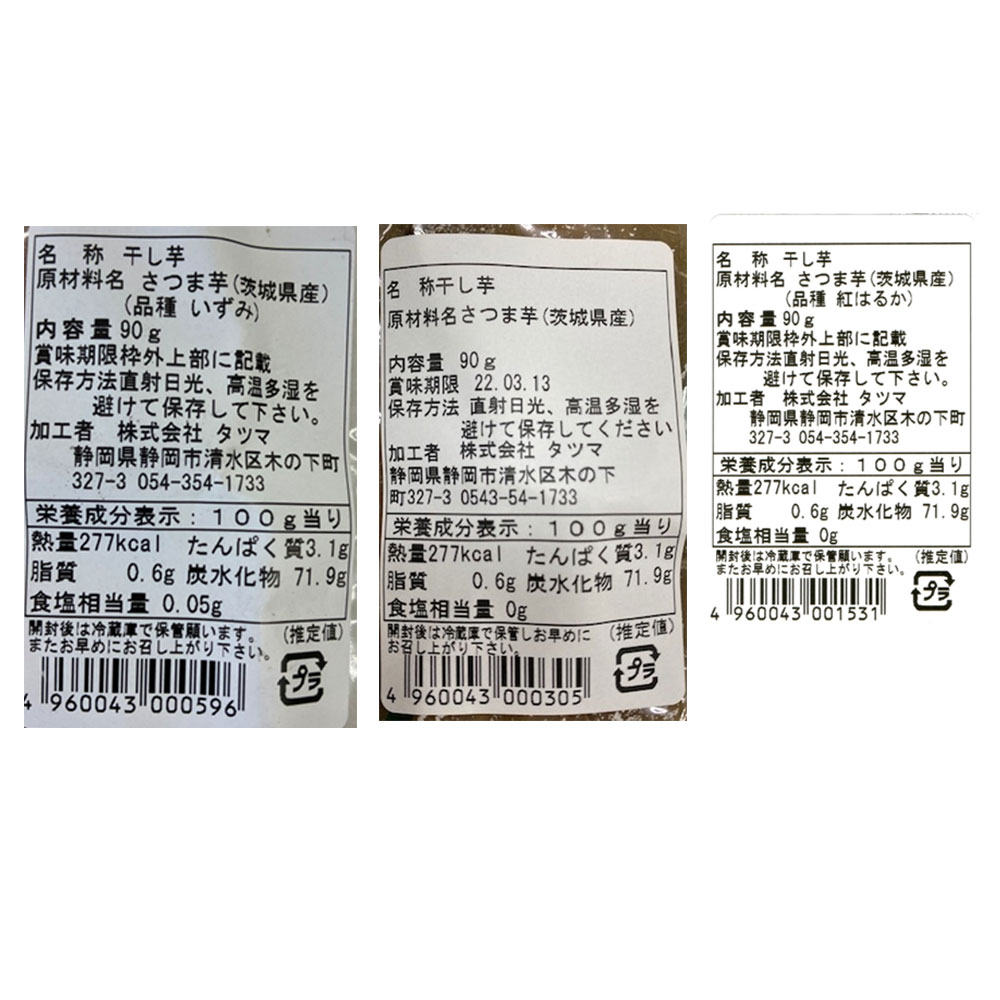 名　称　干し芋
原材料名　さつま芋(茨城県産)
(品種　いずみ)
内容量90g
賞味期限枠外上部に記載
保存方法直射日光、高温多湿を
避けて保存して下さい。
加工者　株式会社　タツマ
静岡県静岡市清水区木の下町
327-3 054-354-1733
栄養成分表示：１００g当り
熱量277kcal　たんぱく質3.1g
脂質　0.6g 炭水化物 71.9g
食塩相当量 0.05g
開封後は冷蔵庫で保管願います。　(推定値)
またお早めにお召し上がり下さい。
プラ
4 960043 000596
名　称干し芋
原材料名さつま芋(茨城県産)
内容量　90g
賞味期限　22.03.13
保存方法 直射日光、高温多湿を
避けて保存してください
加工者　株式会社　タツマ
静岡県静岡市清水区木の下
町327-3 0543-54-1733
栄養成分表示：１００g当り
熱量277kcal　たんぱく質3.1g
脂質　0.6g 炭水化物 71.9g
食塩相当量 0g
開封後は冷蔵庫で保管しお早めに　(推定値)
お召し上がり下さい。
プラ
4 960043 000305
名　称　干し芋
原材料名　さつま芋(茨城県産)
(品種　紅はるか)
内容量90g
賞味期限枠外上部に記載
保存方法直射日光、高温多湿を
避けて保存して下さい。
加工者　株式会社　タツマ
静岡県静岡市清水区木の下町
327-3 054-354-1733
栄養成分表示：１００g当り
熱量277kcal　たんぱく質3.1g
脂質　0.6g 炭水化物 71.9g
食塩相当量 0g
開封後は冷蔵庫で保管願います。　(推定値)
またお早めにお召し上がり下さい。
プラ
4 960043 001531